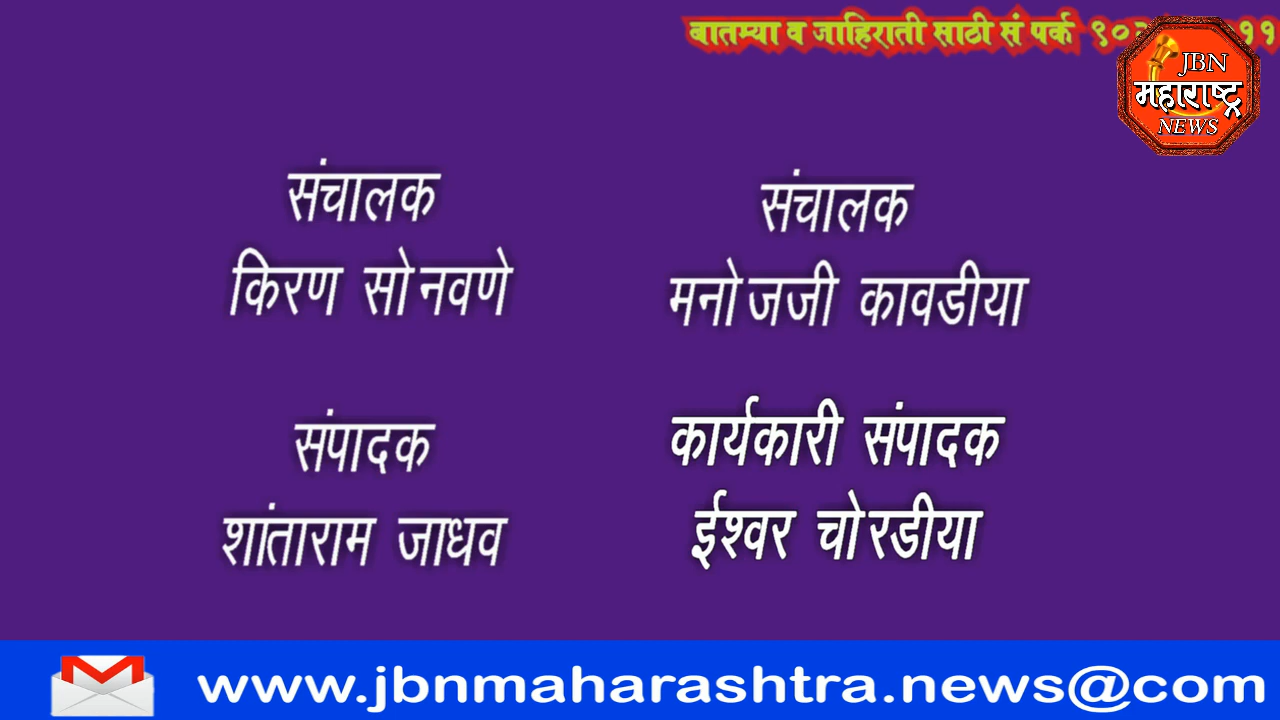 बातम्या व जाहिराती साठी सं पर्क
JBN
महाराष्ट्र
NEWS
संचालक
किरण सोनवणे
संचालक
मनोजजी कावडीया
संपादक
शांताराम जाधव
कार्यकारी संपादक
ईश्वर चोरडीया
www.jbnmaharashtra.news@com